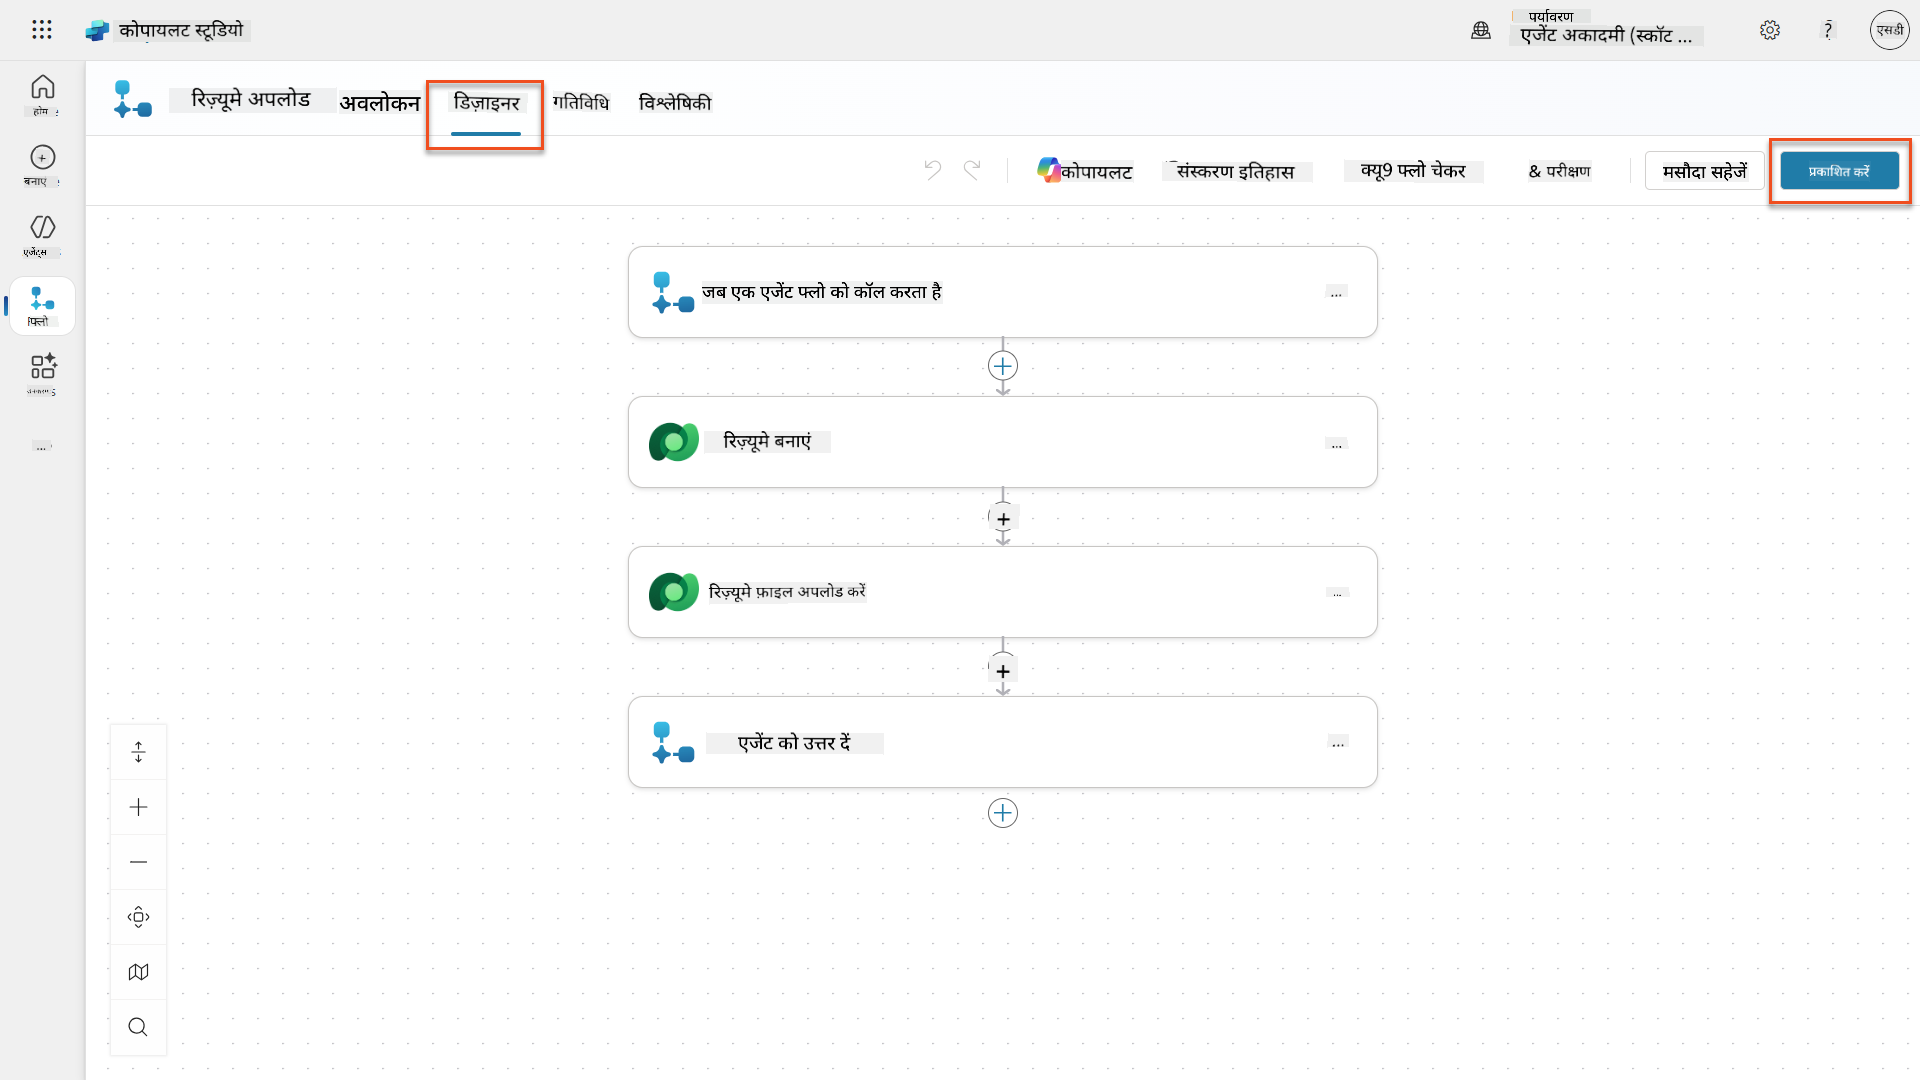 कोपायलट स्टूडियो
पर्यावरण
एजेंट अकादमी (स्कॉट ...
?
एसडी
होम
रिज़्यूमे अपलोड
अवलोकन
डिज़ाइनर
गतिविधि
विश्लेषिकी
बनाएं
कोपायलट
संस्करण इतिहास
क्यू9 फ्लो चेकर
& परीक्षण
मसौदा सहेजें
प्रकाशित करें
एजेंट्स
जब एक एजेंट फ्लो को कॉल करता है
...
फ्लो
रिज़्यूमे बनाएं
...
...
रिज़्यूमे फ़ाइल अपलोड करें
...
एजेंट को उत्तर दें
...